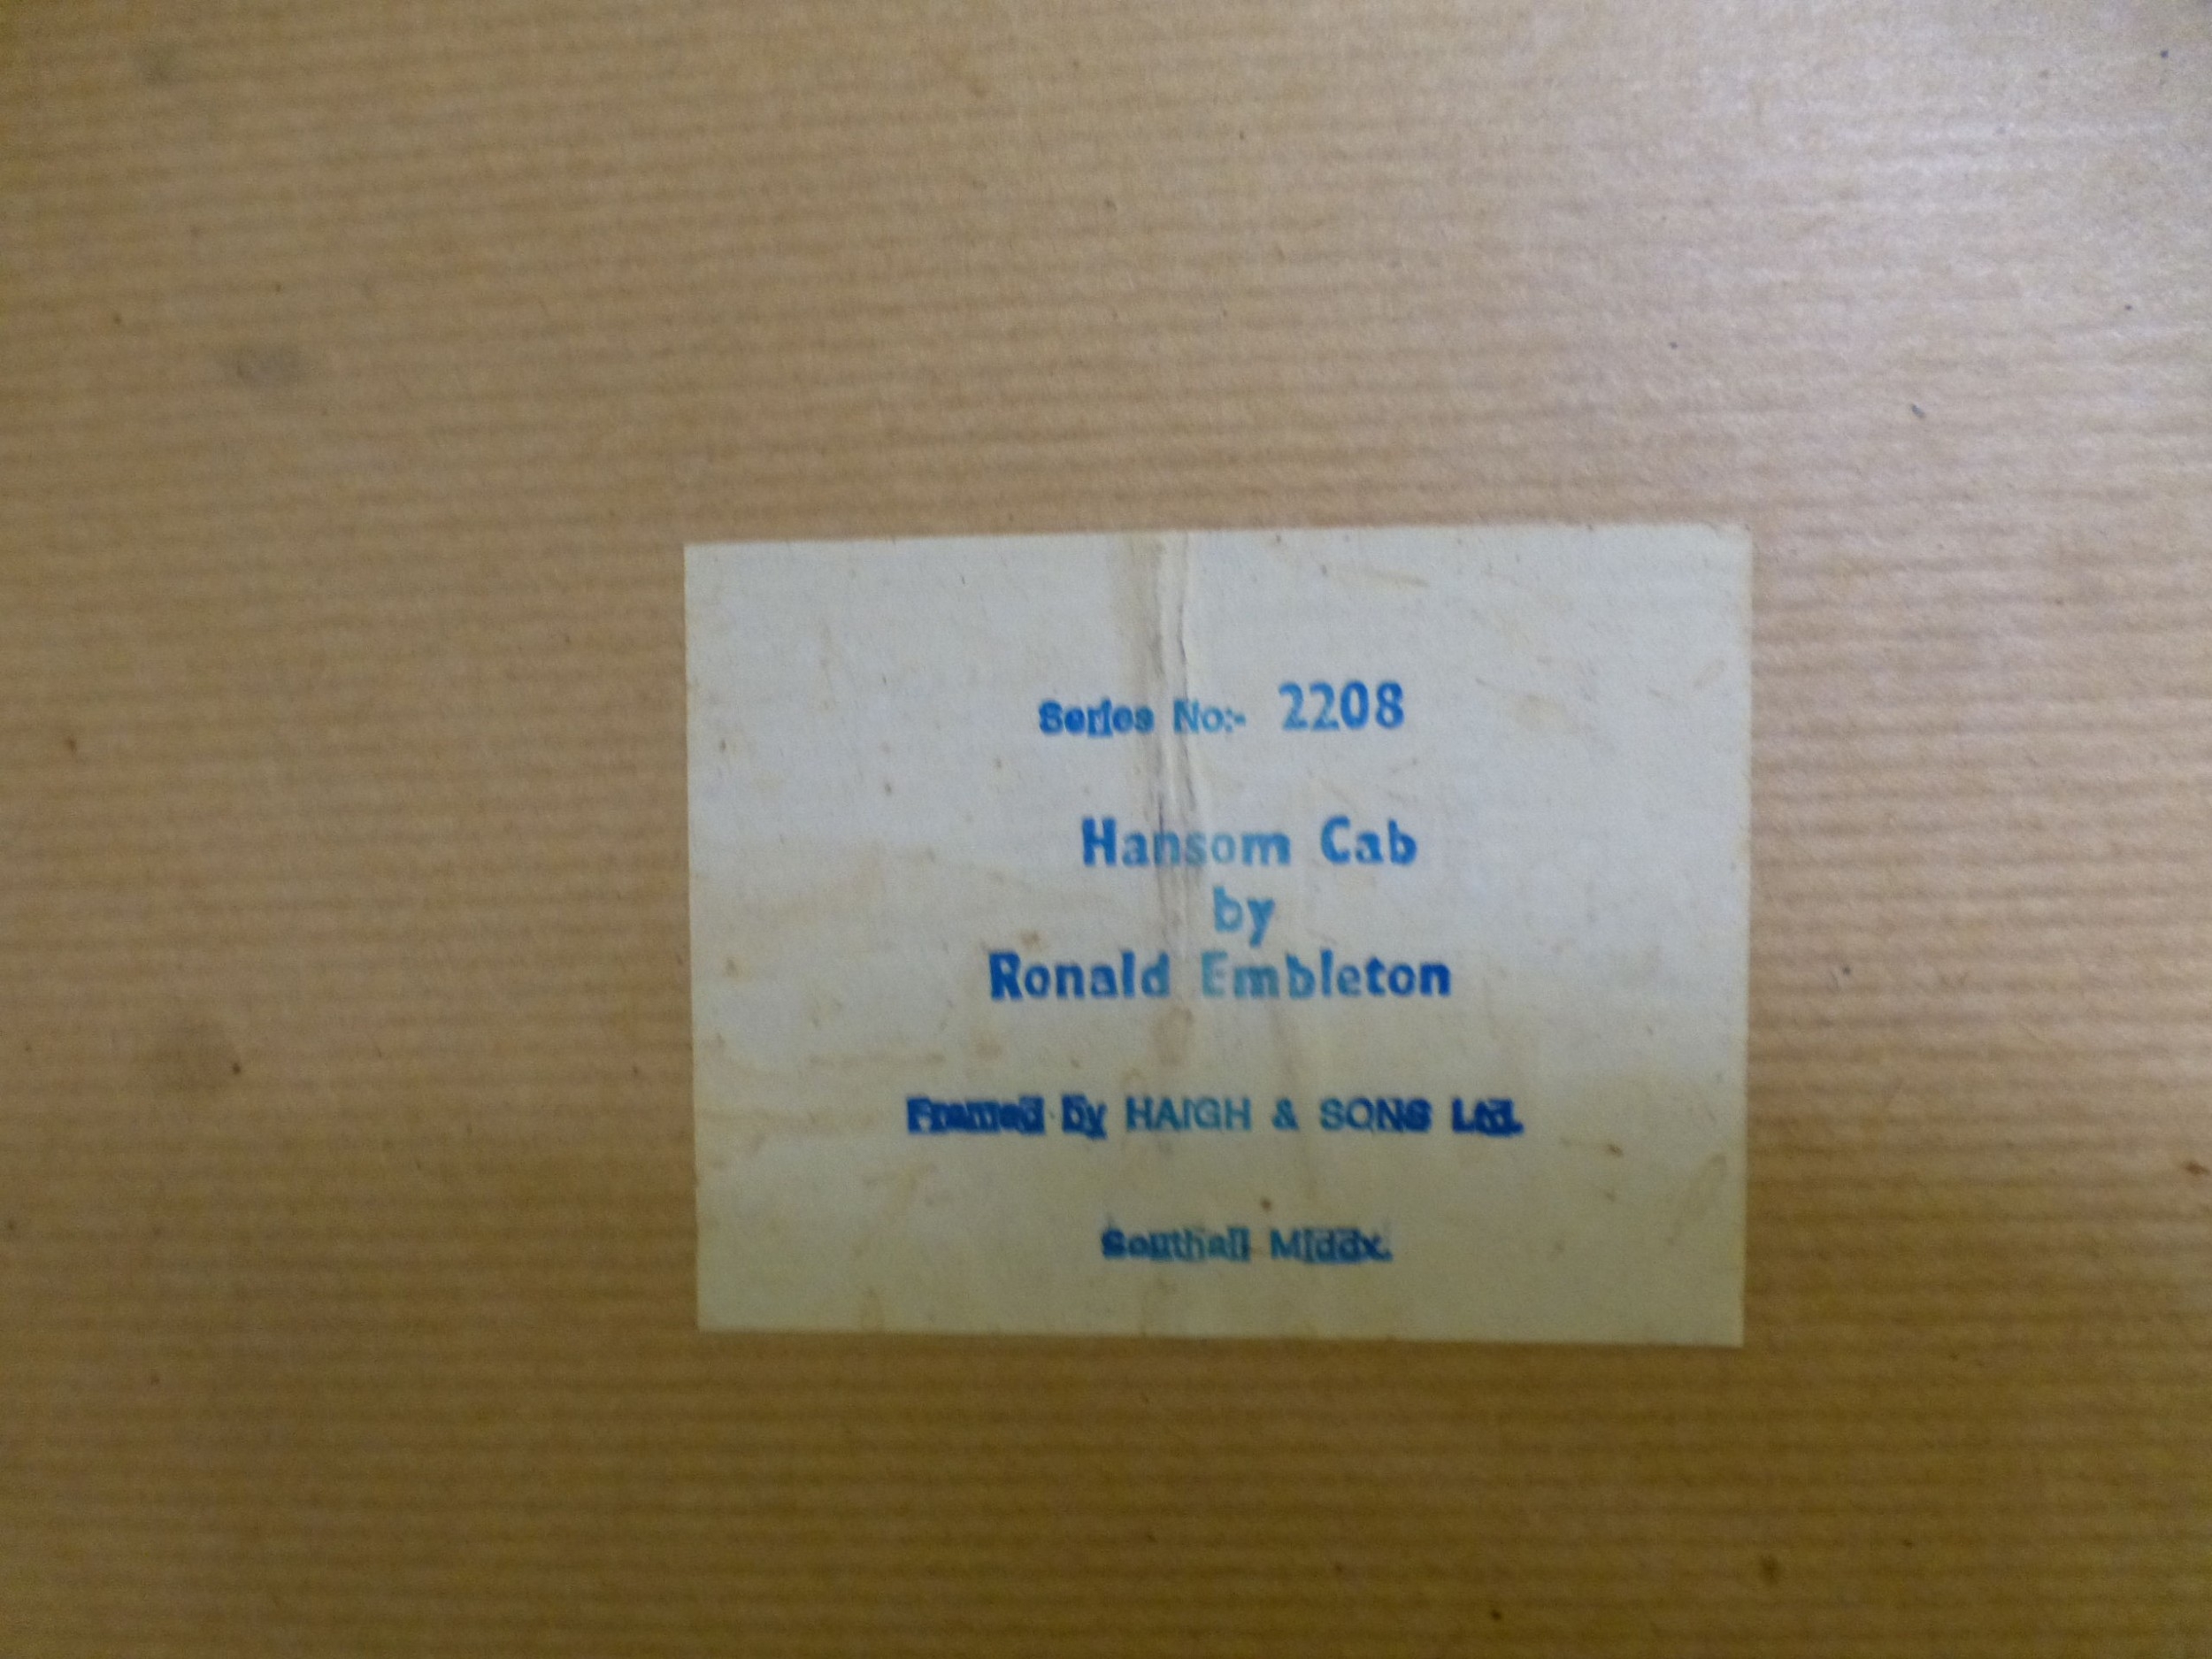 Series No:- 2208
Hansom Cab
by
Ronald Embleton
Framed by HAIGH & SONS Ltd.
Southall Middx.